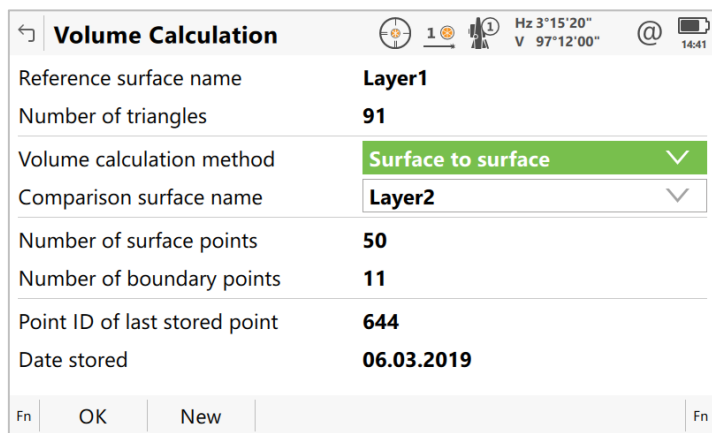 Volume Calculation
1
1
Hz 3°15'20"
V 97°12'00"
@
14:41
Reference surface name Layer1
Number of triangles 91
Volume calculation method Surface to surface
Comparison surface name Layer2
Number of surface points 50
Number of boundary points 11
Point ID of last stored point 644
Date stored 06.03.2019
Fn OK New Fn